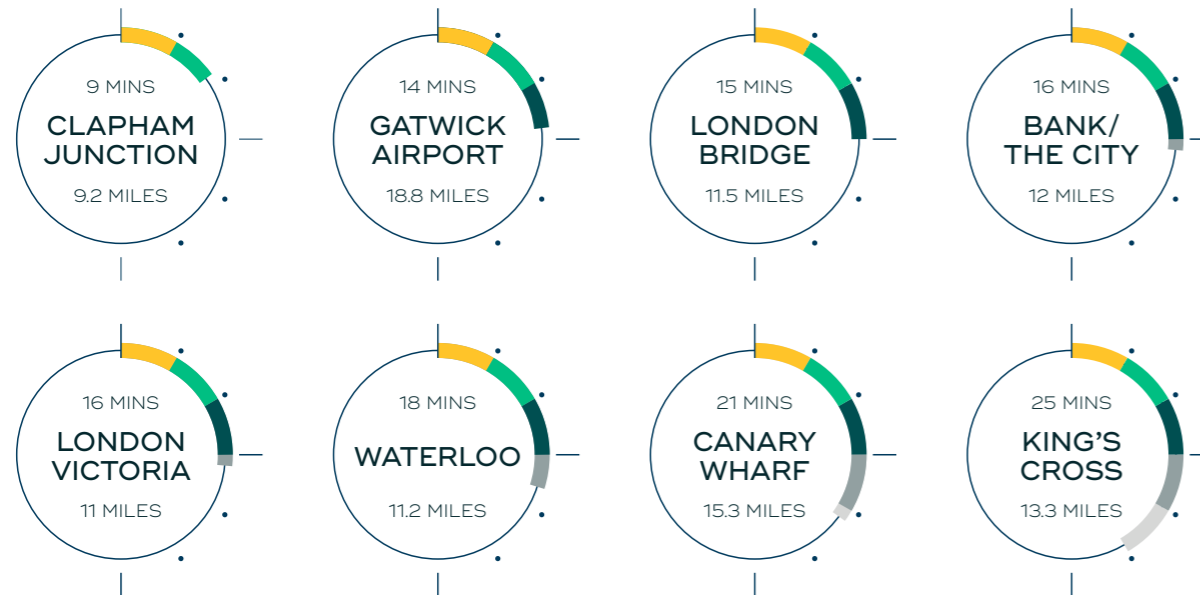 9 MINS
CLAPHAM
JUNCTION
9.2 MILES
14 MINS
GATWICK
AIRPORT
18.8 MILES
15 MINS
LONDON
BRIDGE
11.5 MILES
16 MINS
BANK/
THE CITY
12 MILES
16 MINS
LONDON
VICTORIA
11 MILES
18 MINS
WATERLOO
11.2 MILES
21 MINS
CANARY
WHARF
15.3 MILES
25 MINS
KING'S
CROSS
13.3 MILES